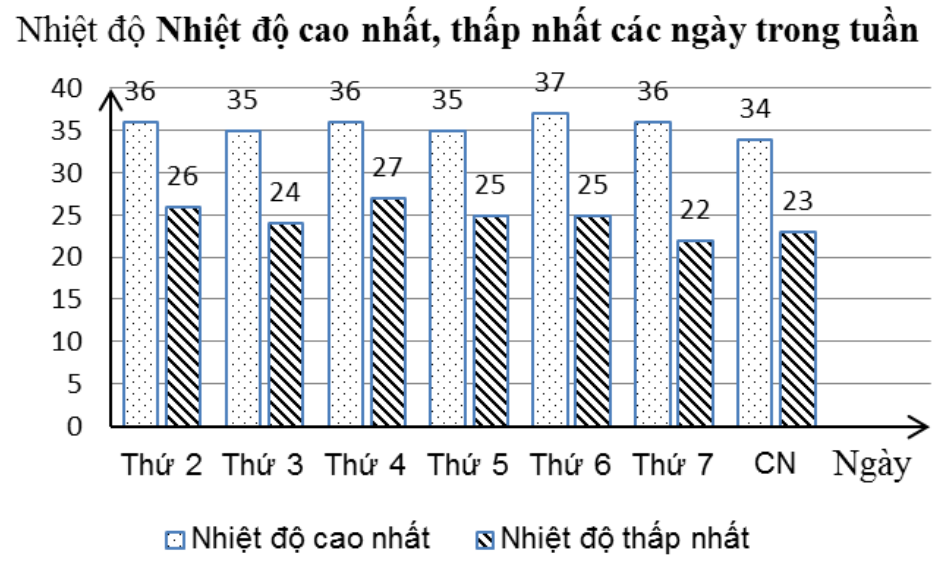 Nhiệt độ Nhiệt độ cao nhất, thấp nhất các ngày trong tuần
40
35
30
25
20
15
10
5
0
36 26 35 24 36 27 35 25 37 25 36 22 34 23
Thứ 2 Thứ 3 Thứ 4 Thứ 5 Thứ 6 Thứ 7 CN Ngày
Nhiệt độ cao nhất Nhiệt độ thấp nhất